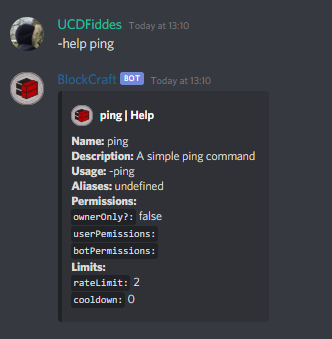 UCDFiddes Today at 13:10
-help ping
BlockCraft BOT Today at 13:10
ping | Help
Name: ping
Description: A simple ping command
Usage: -ping
Aliases: undefined
Permissions:
ownerOnly?: false
userPemissions:
botPemissions:
Limits:
rateLimit: 2
cooldown: 0